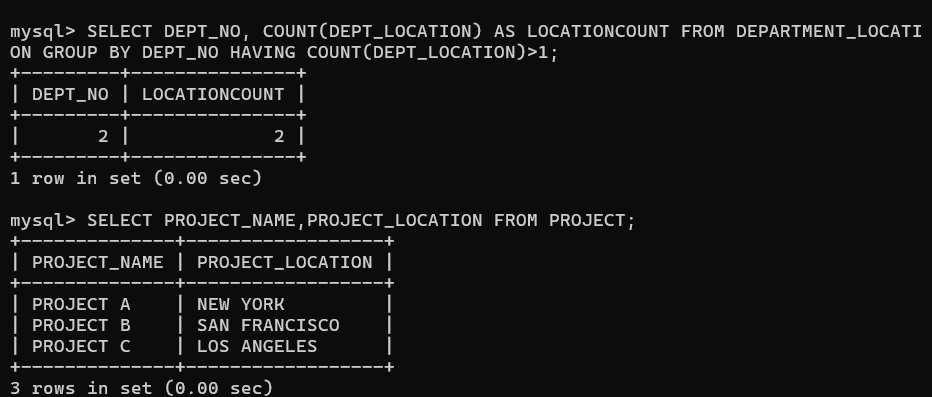 mysql> SELECT DEPT_NO, COUNT(DEPT_LOCATION) AS LOCATIONCOUNT FROM DEPARTMENT_LOCATI
ON GROUP BY DEPT_NO HAVING COUNT(DEPT_LOCATION)>1;
+---------+---------------+
| DEPT_NO | LOCATIONCOUNT |
+---------+---------------+
|       2 |             2 |
+---------+---------------+
1 row in set (0.00 sec)

mysql> SELECT PROJECT_NAME,PROJECT_LOCATION FROM PROJECT;
+--------------+------------------+
| PROJECT_NAME | PROJECT_LOCATION |
+--------------+------------------+
| PROJECT A    | NEW YORK         |
| PROJECT B    | SAN FRANCISCO    |
| PROJECT C    | LOS ANGELES      |
+--------------+------------------+
3 rows in set (0.00 sec)